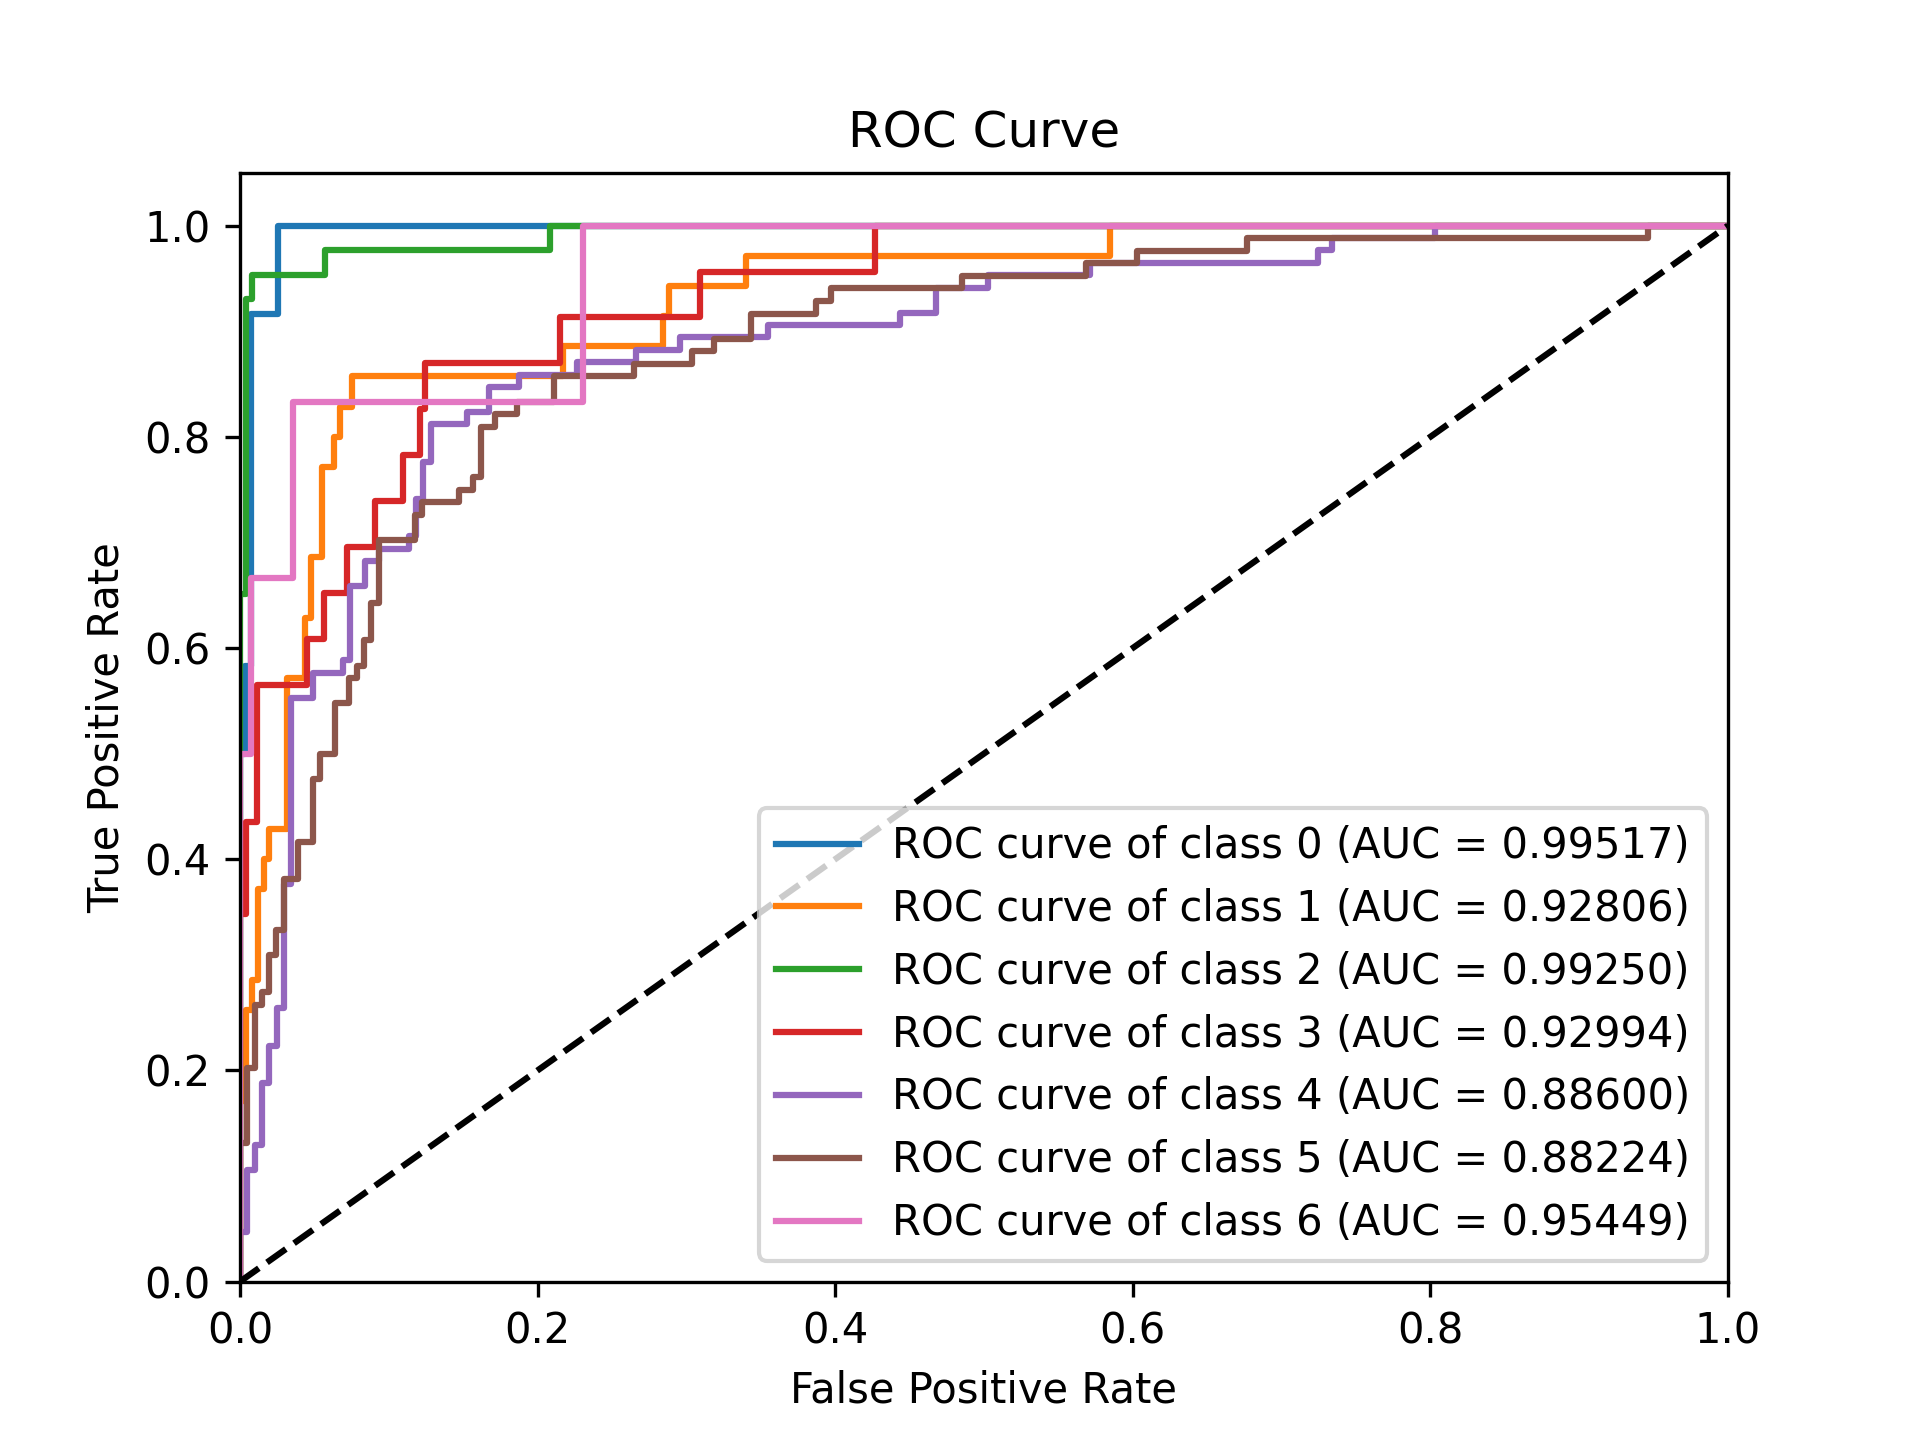 ROC Curve
1.0
0.8
0.6
0.4
0.2
0.0
True Positive Rate
ROC curve of class 0 (AUC = 0.99517)
ROC curve of class 1 (AUC = 0.92806)
ROC curve of class 2 (AUC = 0.99250)
ROC curve of class 3 (AUC = 0.92994)
ROC curve of class 4 (AUC = 0.88600)
ROC curve of class 5 (AUC = 0.88224)
ROC curve of class 6 (AUC = 0.95449)
0.0 0.2 0.4 0.6 0.8 1.0
False Positive Rate